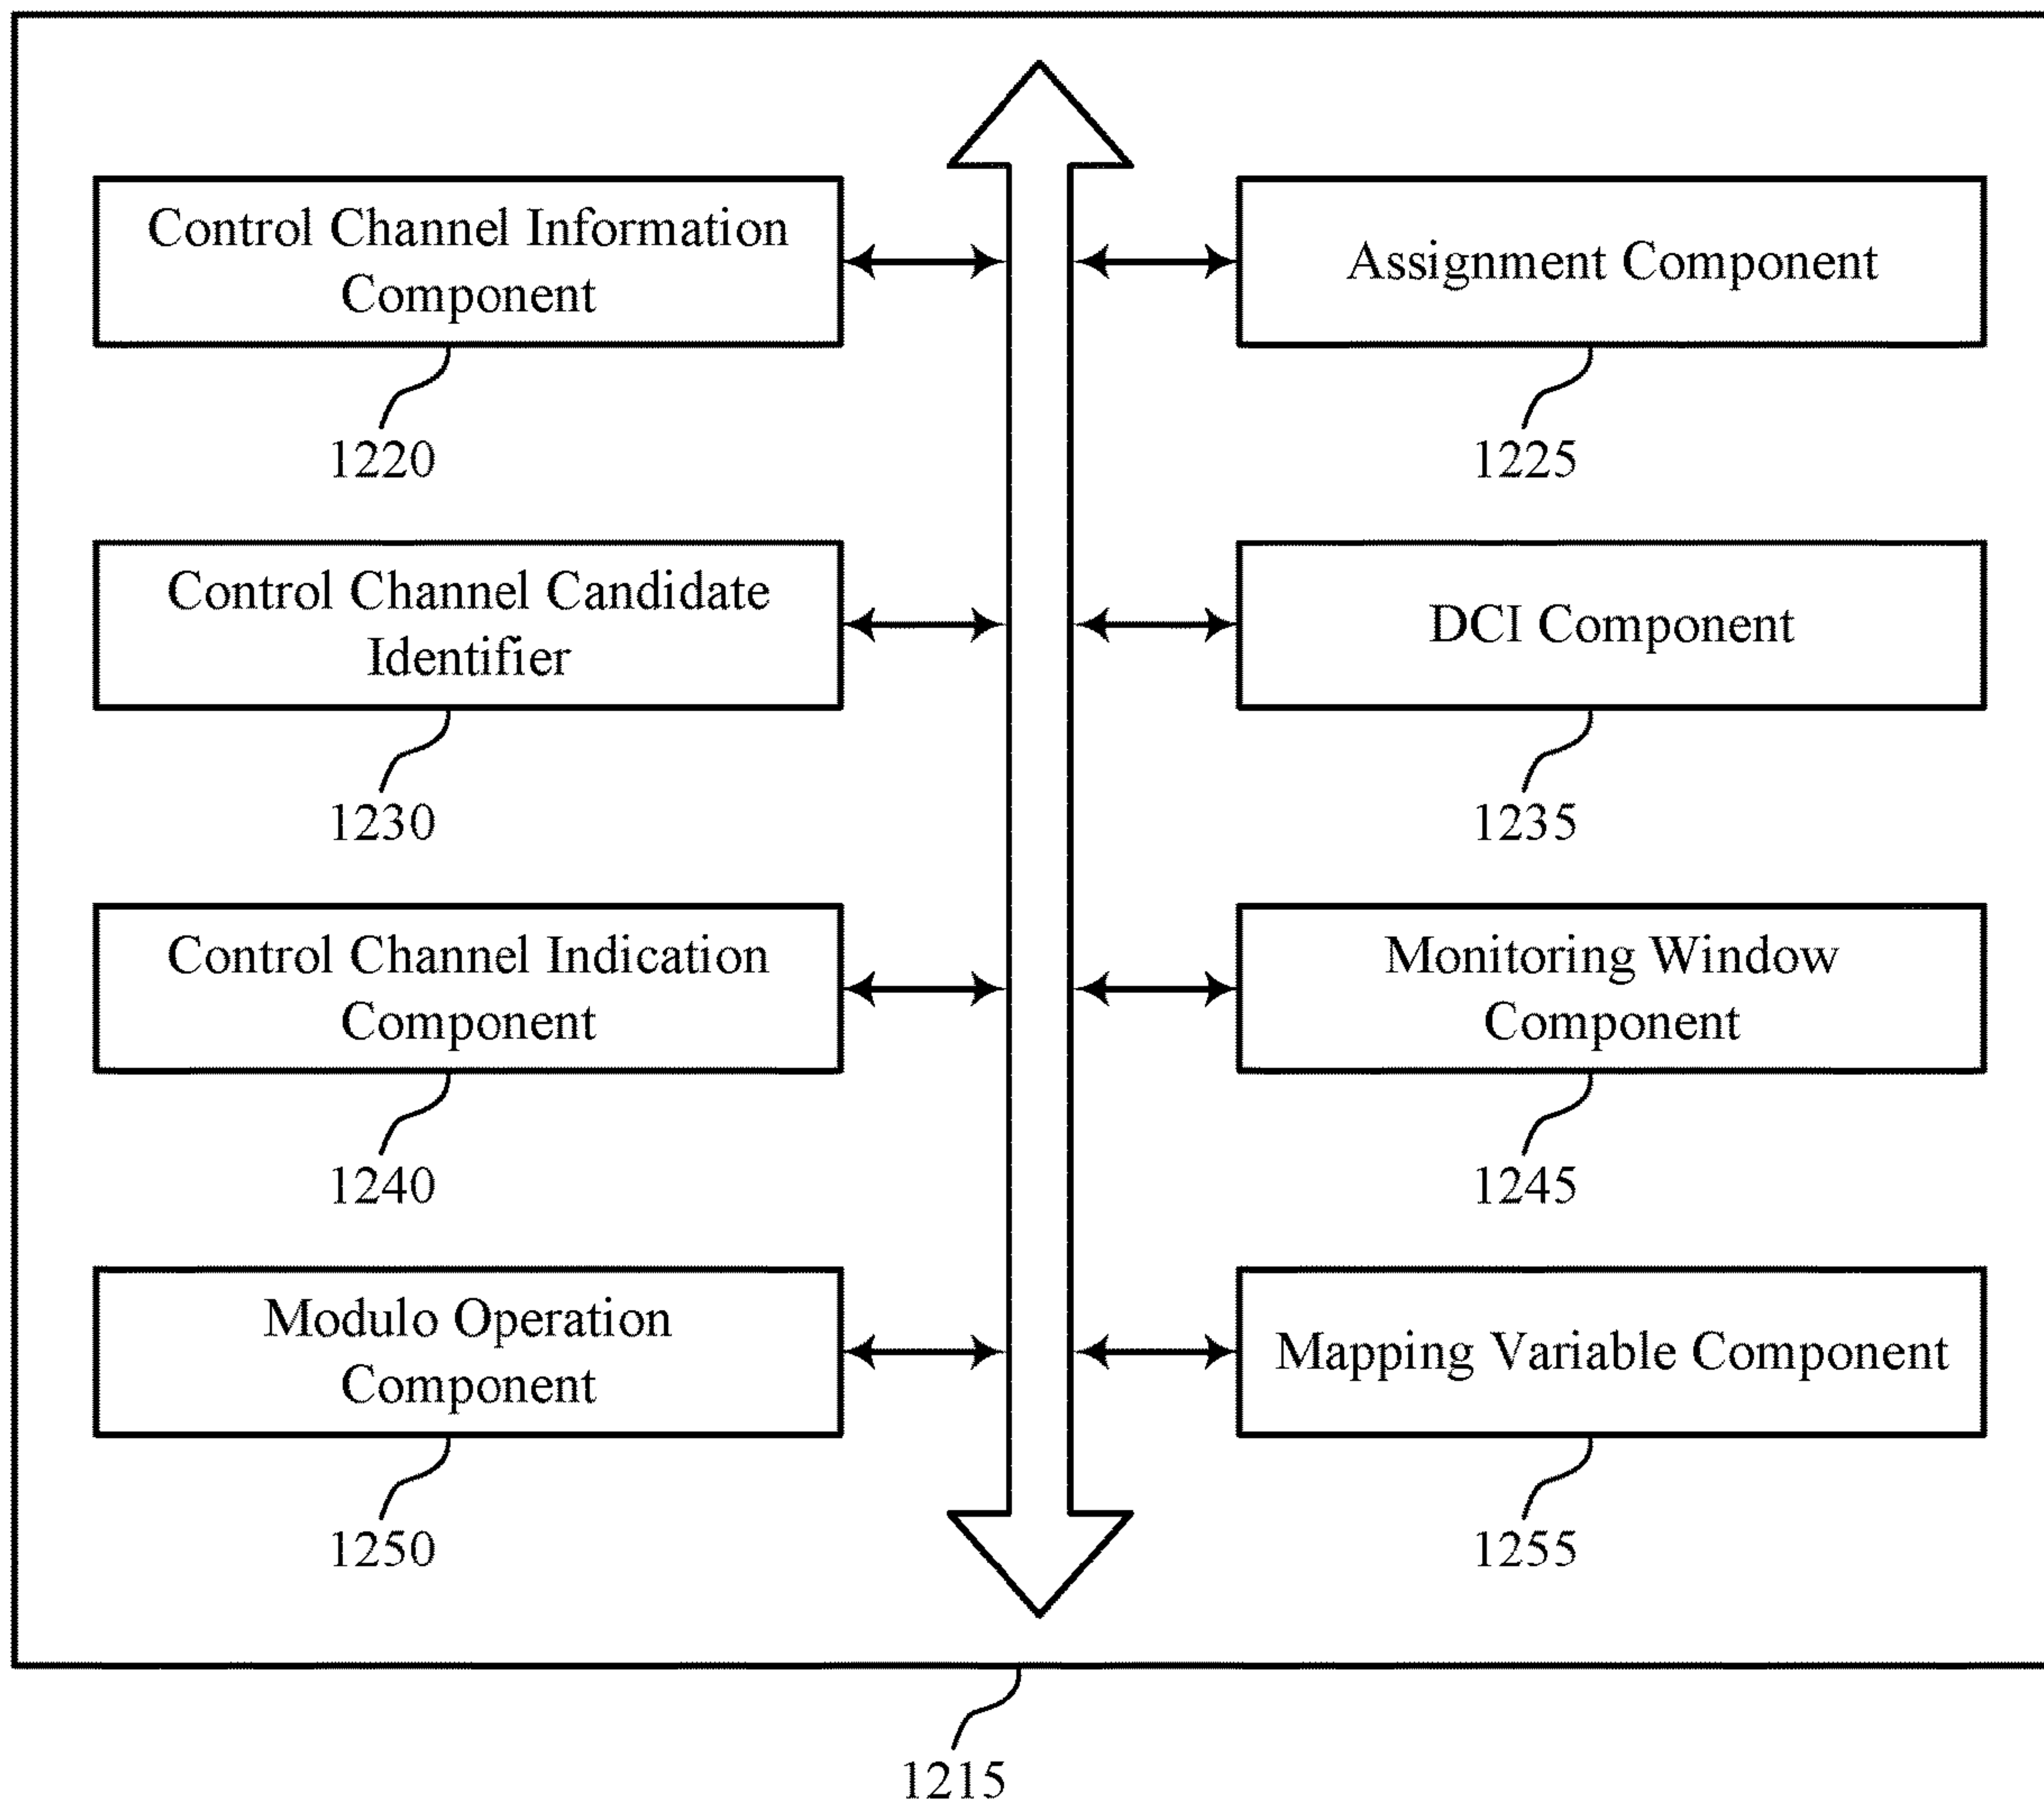 Control Channel Information
Component
1220
Assignment Component
1225
Control Channel Candidate
Identifier
1230
DCI Component
1235
Control Channel Indication
Component
1240
Monitoring Window
Component
1245
Modulo Operation
Component
1250
Mapping Variable Component
1255
1215